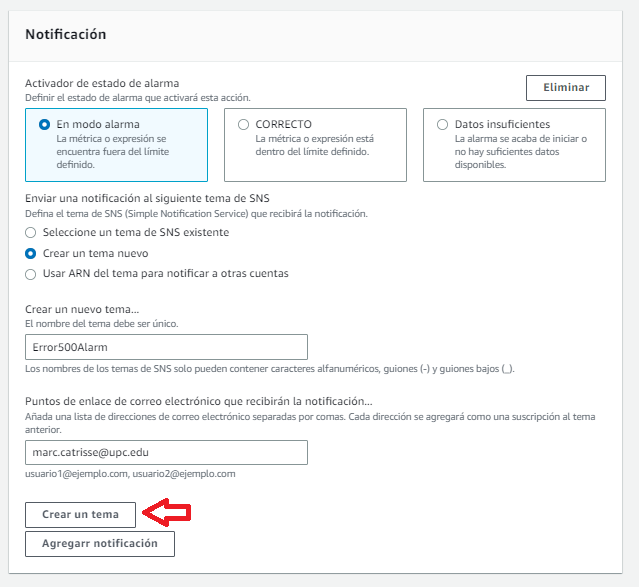 Notificación
Activador de estado de alarma
Eliminar
Definir el estado de alarma que activará esta acción.
En modo alarma
La métrica o expresión se
encuentra fuera del límite
definido.
CORRECTO
La métrica o expresión está
dentro del límite definido.
Datos insuficientes
La alarma se acaba de iniciar o
no hay suficientes datos
disponibles.
Enviar una notificación al siguiente tema de SNS
Defina el tema de SNS (Simple Notification Service) que recibirá la notificación.
Seleccione un tema de SNS existente
Crear un tema nuevo
Usar ARN del tema para notificar a otras cuentas
Crear un nuevo tema...
El nombre del tema debe ser único.
Error500Alarm
Los nombres de los temas de SNS solo pueden contener caracteres alfanuméricos, guiones (-) y guiones bajos (_).
Puntos de enlace de correo electrónico que recibirán la notificación...
Añada una lista de direcciones de correo electrónico separadas por comas. Cada dirección se agregará como una suscripción al tema
anterior.
marc.catrisse@upc.edu
usuario1@ejemplo.com, usuario2@ejemplo.com
Crear un tema
Agregarr notificación